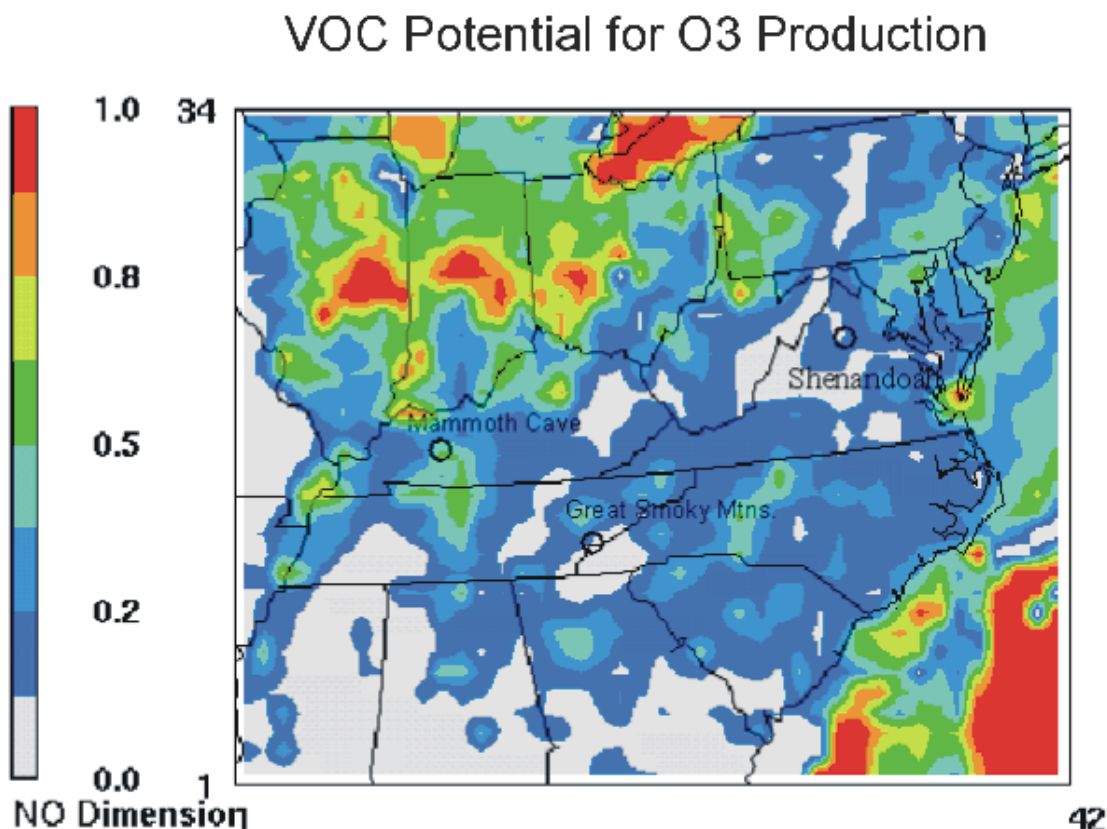 VOC Potential for O3 Production
1.0
34
0.8
Shenandoah
0.5
Mammoth Cave
Great Smoky Mtns.
0.2
0.0
1
NO Dimension
42